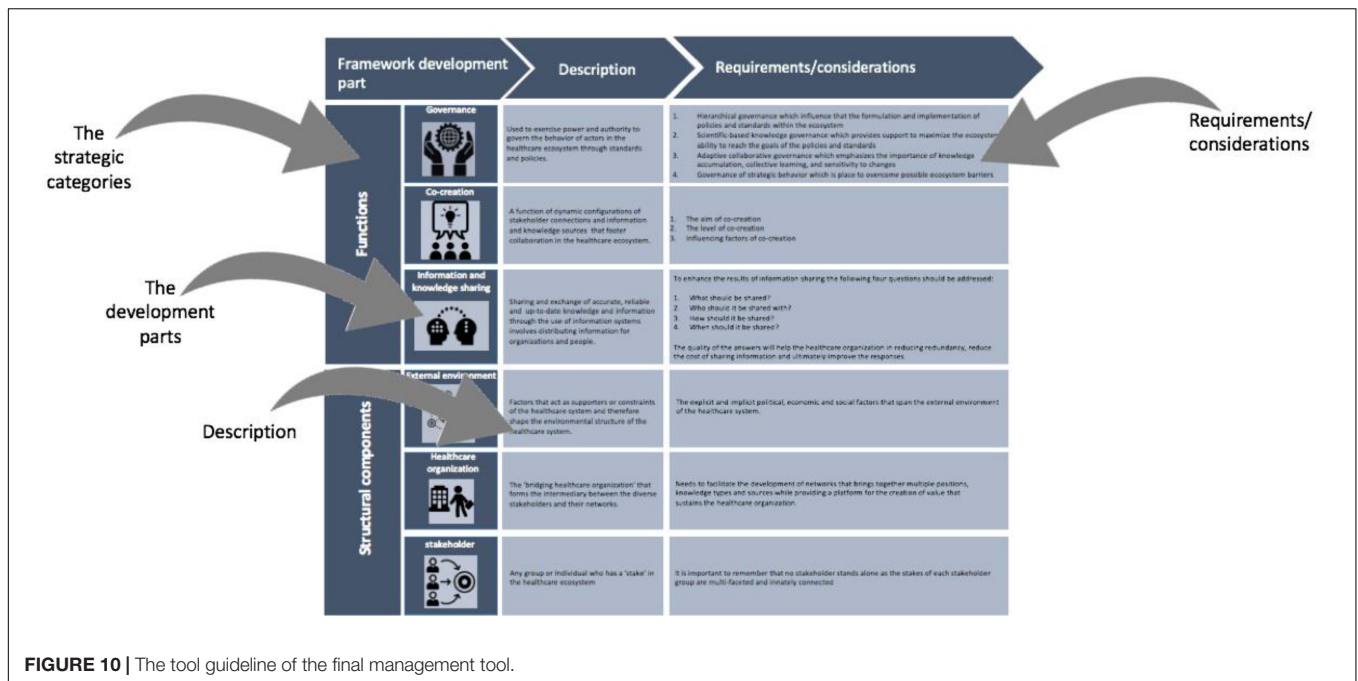 Framework development
part
Description
Requirements/considerations
The
strategic
categories
The
development
parts
Description
Requirements/
considerations
Functions
Governance
Used to exercise power and authority to
govern the behavior of actors in the
healthcare ecosystem through standards
and policies.
1. Hierarchical governance which influence that the formulation and implementation of
policies and standards within the ecosystem
2. Scientific-based knowledge governance which provides support to maximize the ecosystem
ability to reach the goals of the policies and standards
3. Adaptive collaborative governance which emphasizes the importance of knowledge
accumulation, collective learning, and sensitivity to changes
4. Governance of strategic behavior which is place to overcome possible ecosystem barriers
Co-creation
A function of dynamic configurations of
stakeholder connections and information
and knowledge sources that foster
collaboration in the healthcare ecosystem.
1. The aim of co-creation
2. The level of co-creation
3. Influencing factors of co-creation
Information and
knowledge sharing
Sharing and exchange of accurate, reliable
and up-to-date knowledge and information
through the use of information systems
involves distributing information for
organizations and people.
To enhance the results of information sharing the following four questions should be addressed:
1. What should be shared?
2. Who should it be shared with?
3. How should it be shared?
4. When should it be shared?
The quality of the answers will help the healthcare organization in reducing redundancy, reduce
the cost of sharing information and ultimately improve the responses.
Structural components
External environment
Factors that act as supporters or constraints
of the healthcare system and therefore
shape the environmental structure of the
healthcare system.
The explicit and implicit political, economic and social factors that span the external environment
of the healthcare system.
Healthcare
organization
The 'bridging healthcare organization' that
forms the intermediary between the diverse
stakeholders and their networks.
Needs to facilitate the development of networks that brings together multiple positions,
knowledge types and sources while providing a platform for the creation of value that
sustains the healthcare organization.
stakeholder
Any group or individual who has a 'stake' in
the healthcare ecosystem
It is important to remember that no stakeholder stands alone as the stakes of each stakeholder
group are multi-faceted and innately connected
FIGURE 10 | The tool guideline of the final management tool.